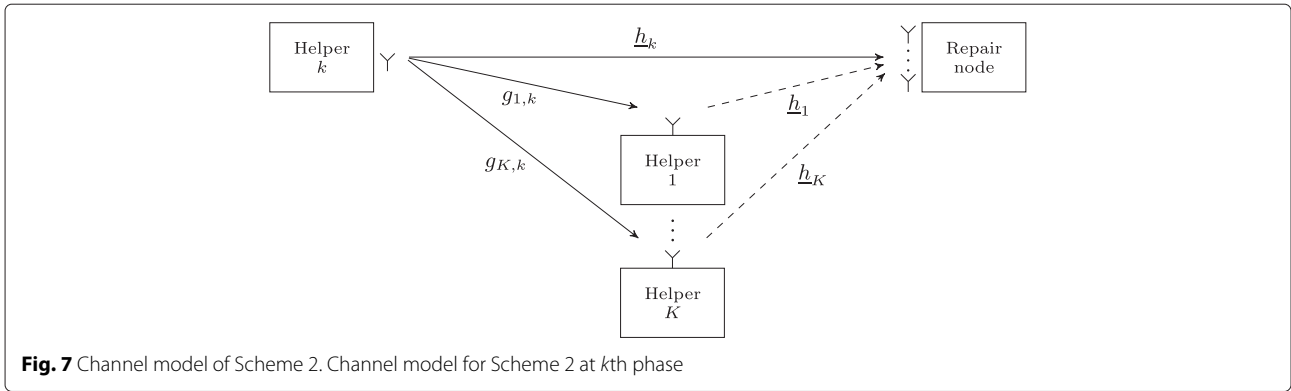 Helper
k
h_k
Repair
node
g_{1,k}
h_1
Helper
1
g_{K,k}
h_K
Helper
K
Fig. 7 Channel model of Scheme 2. Channel model for Scheme 2 at kth phase